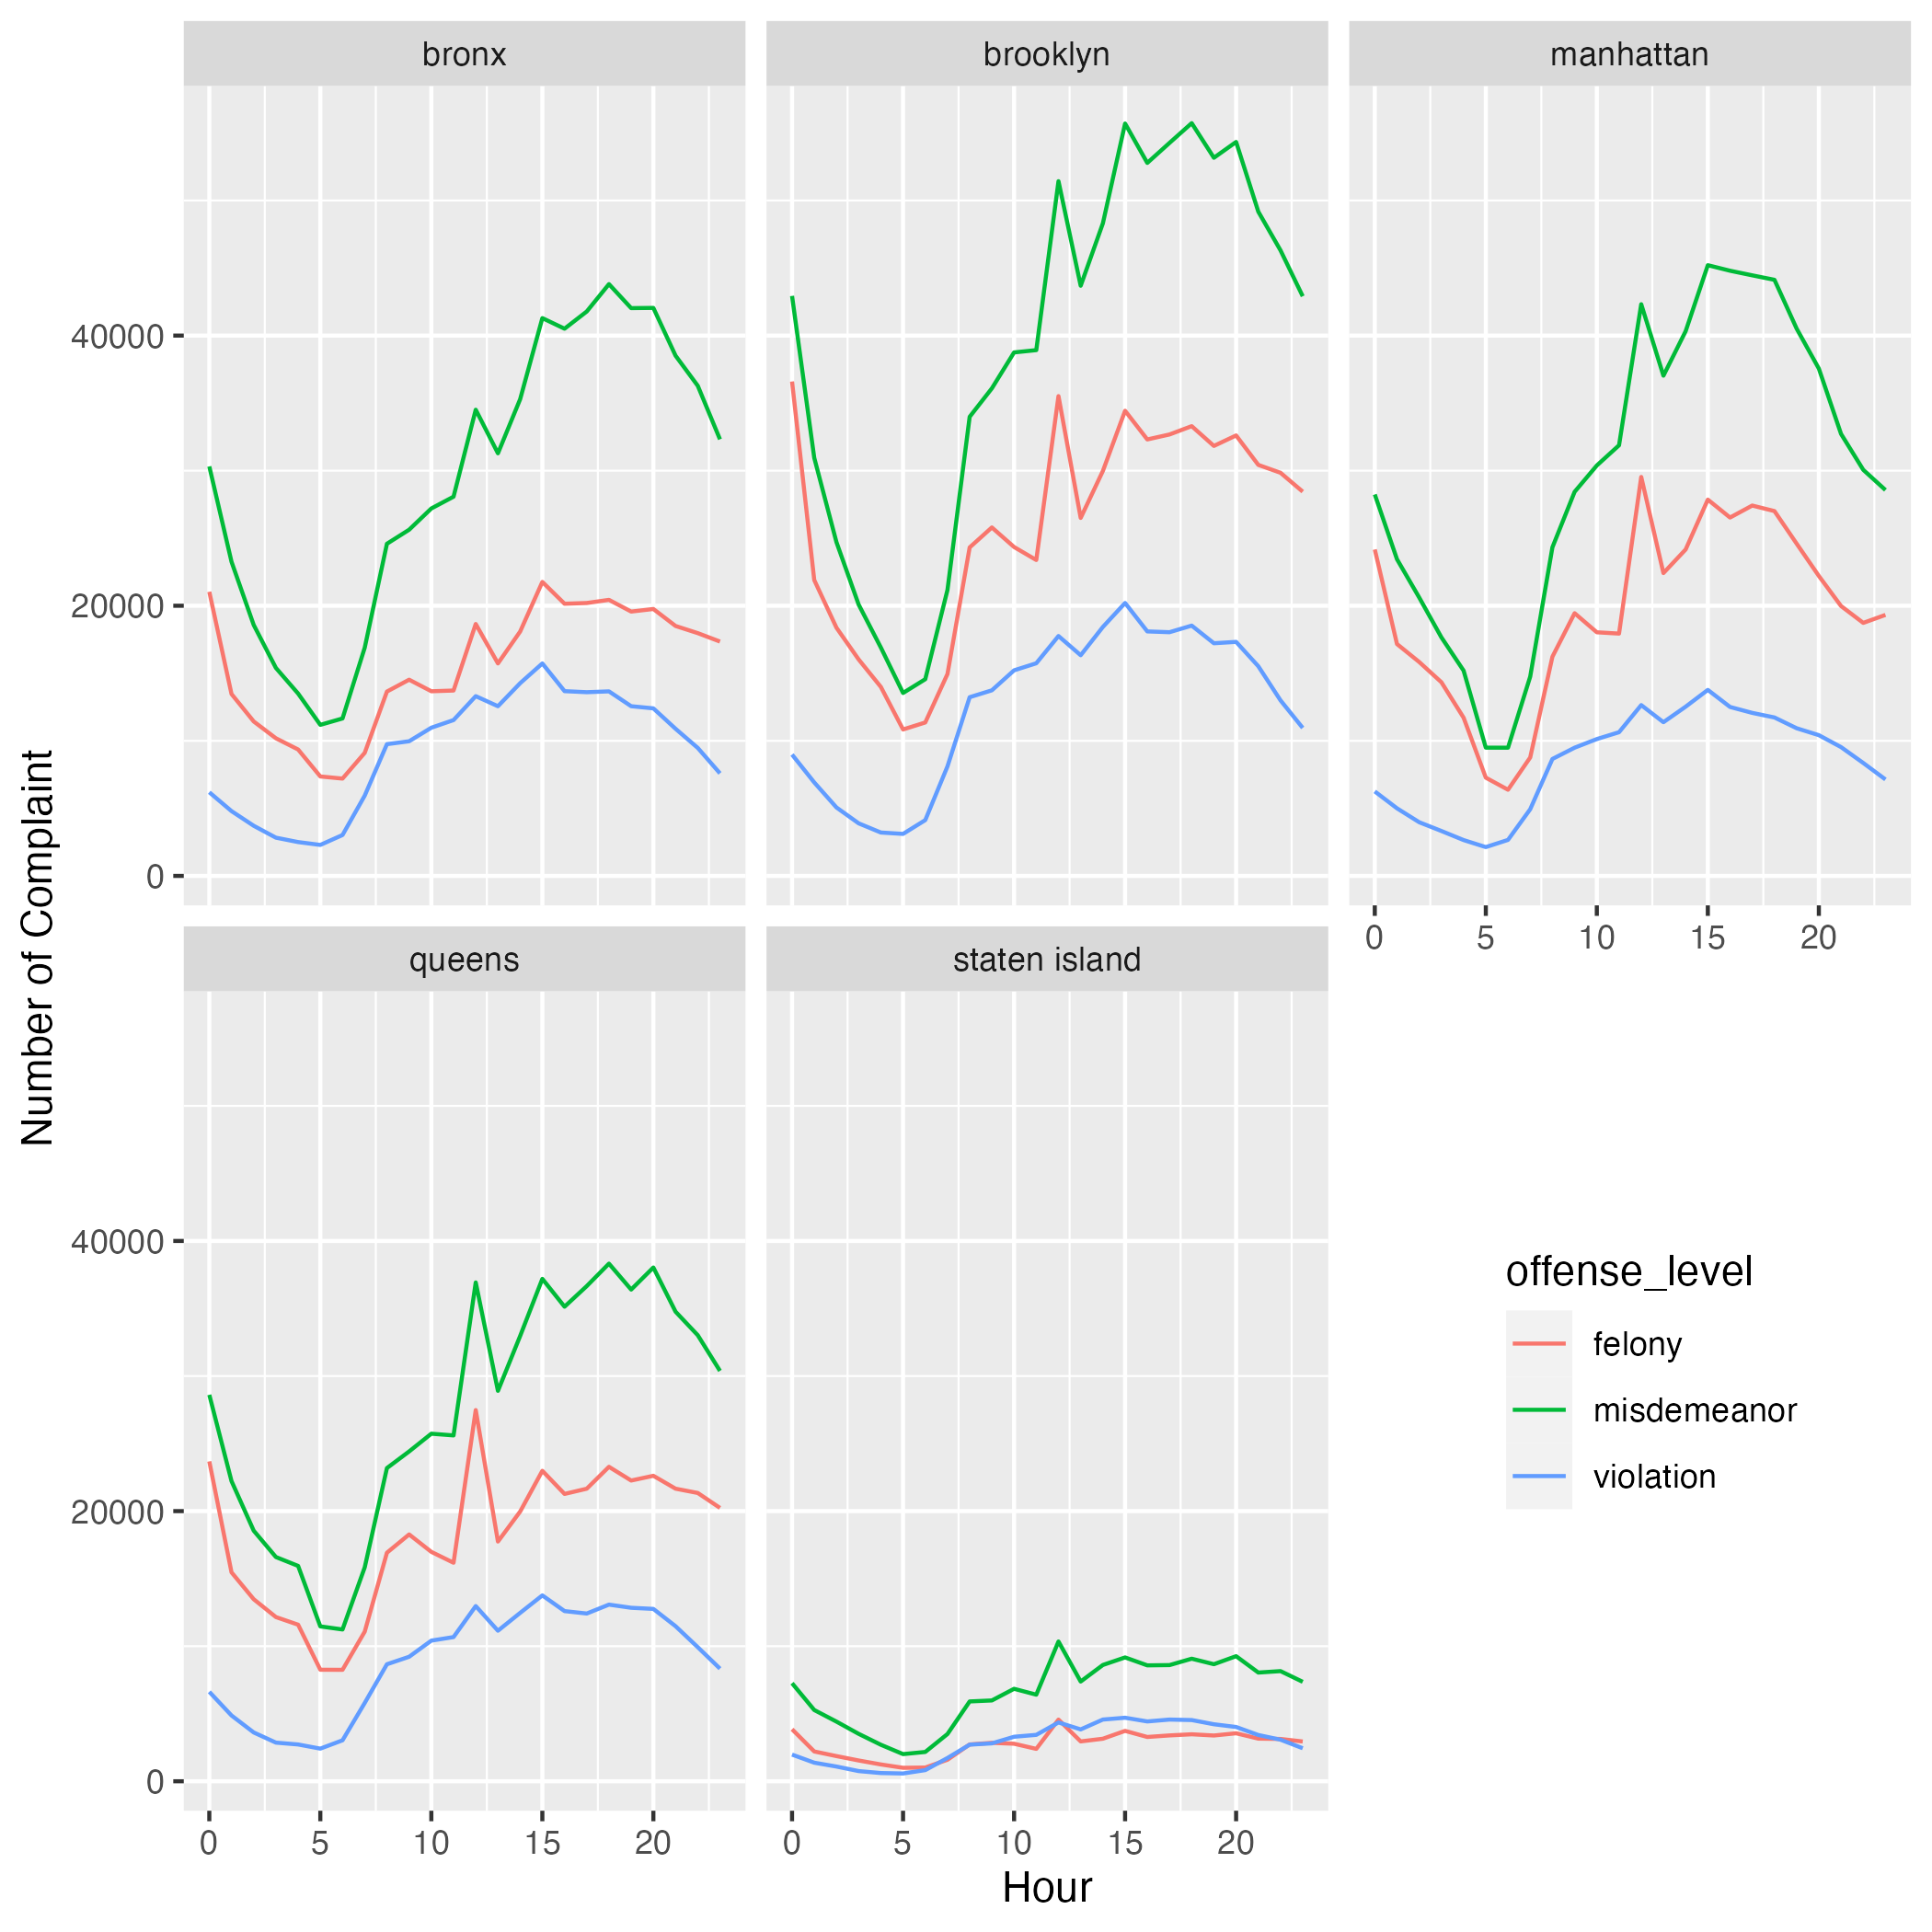 bronx
brooklyn
manhattan
40000
20000
0
0 5 10 15 20
queens
staten island
40000
20000
0
0 5 10 15 20
0 5 10 15 20
Number of Complaint
Hour
offense_level
felony
misdemeanor
violation